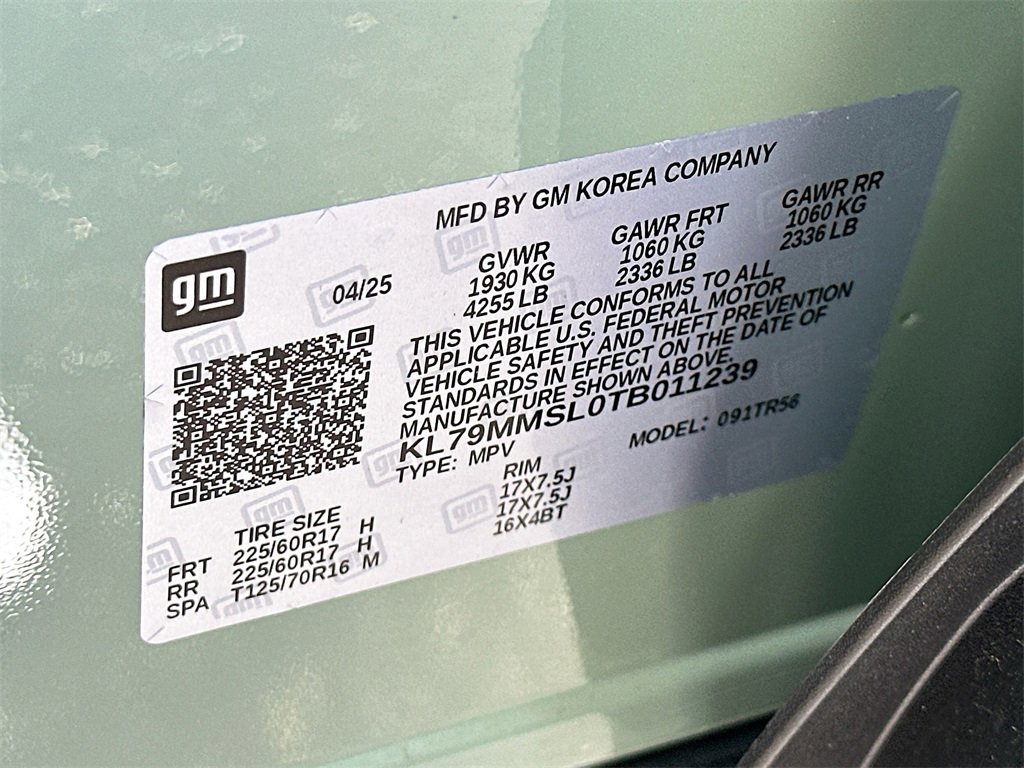 MFD BY GM KOREA COMPANY
gm
04/25
GVWR GAWR FRT GAWR RR
1930 KG 1060 KG 1060 KG
4255 LB 2336 LB 2336 LB
THIS VEHICLE CONFORMS TO ALL
APPLICABLE U.S. FEDERAL MOTOR
VEHICLE SAFETY AND THEFT PREVENTION
STANDARDS IN EFFECT ON THE DATE OF
MANUFACTURE SHOWN ABOVE.
KL79MMSL0TB011239
TYPE: MPV MODEL: 091TR56
TIRE SIZE RIM
FRT 225/60R17 H 17X7.5J
RR 225/60R17 H 17X7.5J
SPA T125/70R16 M 16X4BT